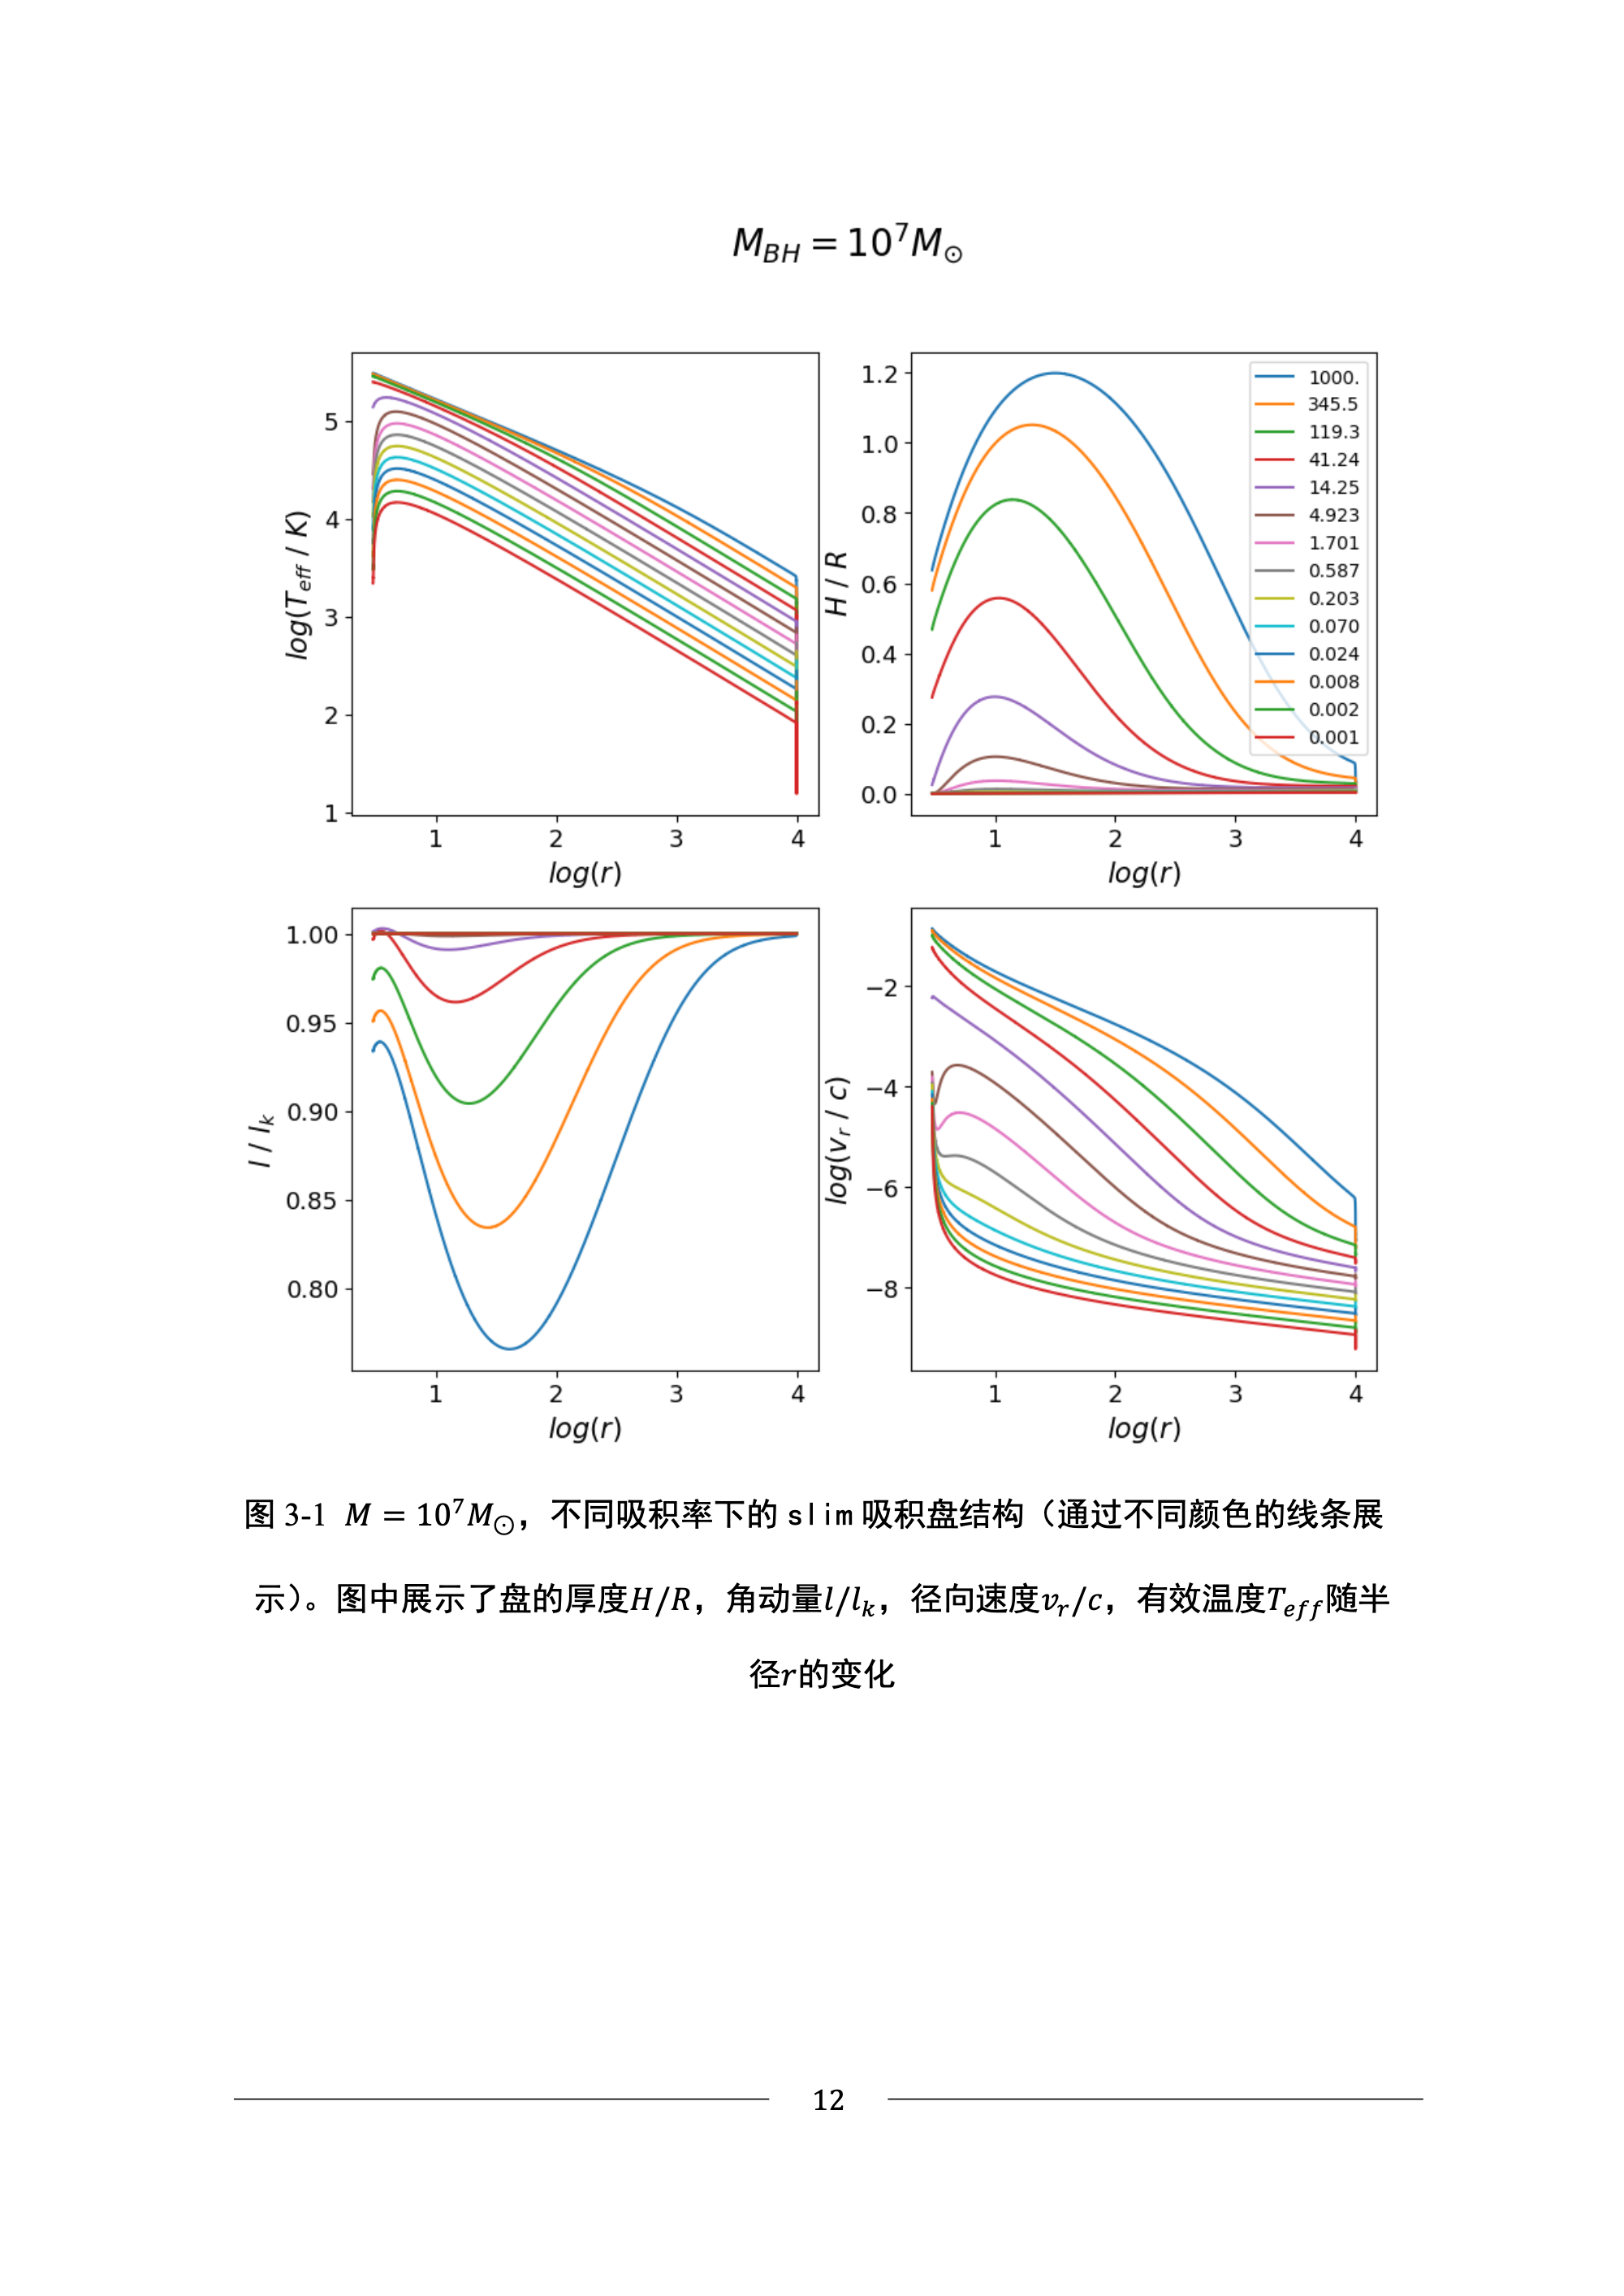 M_{BH} = 10^7 M_⊙
log(T_{eff} / K)
5
4
3
2
1
1 2 3 4
log(r)
H / R
1.2
1.0
0.8
0.6
0.4
0.2
0.0
1000.
345.5
119.3
41.24
14.25
4.923
1.701
0.587
0.203
0.070
0.024
0.008
0.002
0.001
1 2 3 4
log(r)
l / l_k
1.00
0.95
0.90
0.85
0.80
1 2 3 4
log(r)
log(v_r / c)
−2
−4
−6
−8
1 2 3 4
log(r)
图 3-1 M = 10^7 M_⊙，不同吸积率下的 slim 吸积盘结构（通过不同颜色的线条展
示）。图中展示了盘的厚度H/R，角动量l/l_k，径向速度v_r/c，有效温度T_{eff}随半
径r的变化
12